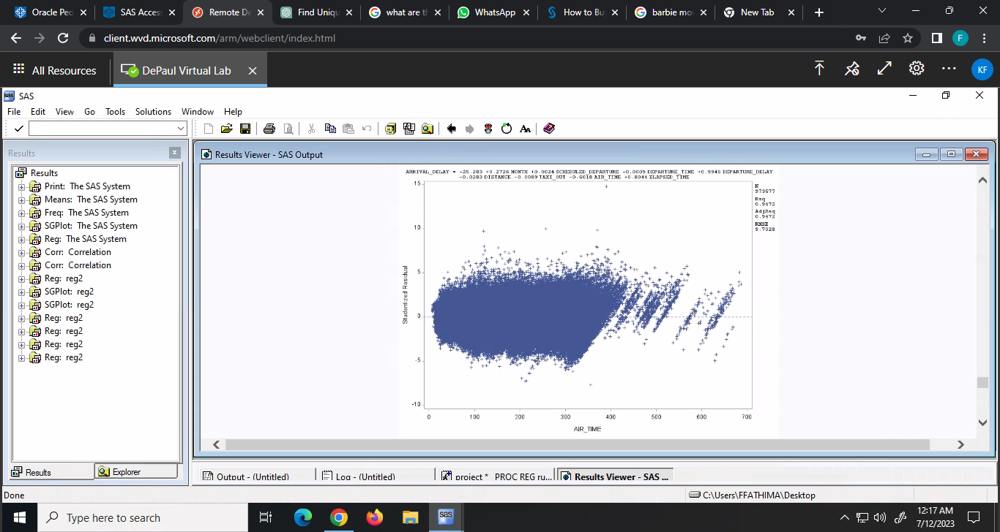 Oracle Peo
SAS Acces
Remote De
Find Uniqu
what are th
WhatsApp
How to Bu
barbie mov
New Tab
client.wvd.microsoft.com/arm/webclient/index.html
F
All Resources
DePaul Virtual Lab
KF
sas SAS
File Edit View Go Tools Solutions Window Help
Results
Results Viewer - SAS Output
Results
Print: The SAS System
Means: The SAS System
Freq: The SAS System
SGPlot: The SAS System
Reg: The SAS System
Corr: Correlation
Corr: Correlation
Reg: reg2
SGPlot: reg2
SGPlot: reg2
Reg: reg2
Reg: reg2
Reg: reg2
Reg: reg2
ARRIVAL_DELAY = -25.283 +0.2726 MONTH +0.0024 SCHEDULED_DEPARTURE -0.0009 DEPARTURE_TIME +0.9945 DEPARTURE_DELAY
-0.0283 DISTANCE -0.0089 TAXI_OUT -0.6018 AIR_TIME +0.8044 ELAPSED_TIME
N
973577
Rsq
0.9472
AdjRsq
0.9472
RMSE
9.7028
15
10
5
0
-5
-10
Studentized Residual
0 100 200 300 400 500 600 700
AIR_TIME
Results
Explorer
Output - (Untitled)
Log - (Untitled)
project * PROC REG ru...
Results Viewer - SAS ...
Done
C:\Users\FFATHIMA\Desktop
Type here to search
sas
12:17 AM
7/12/2023